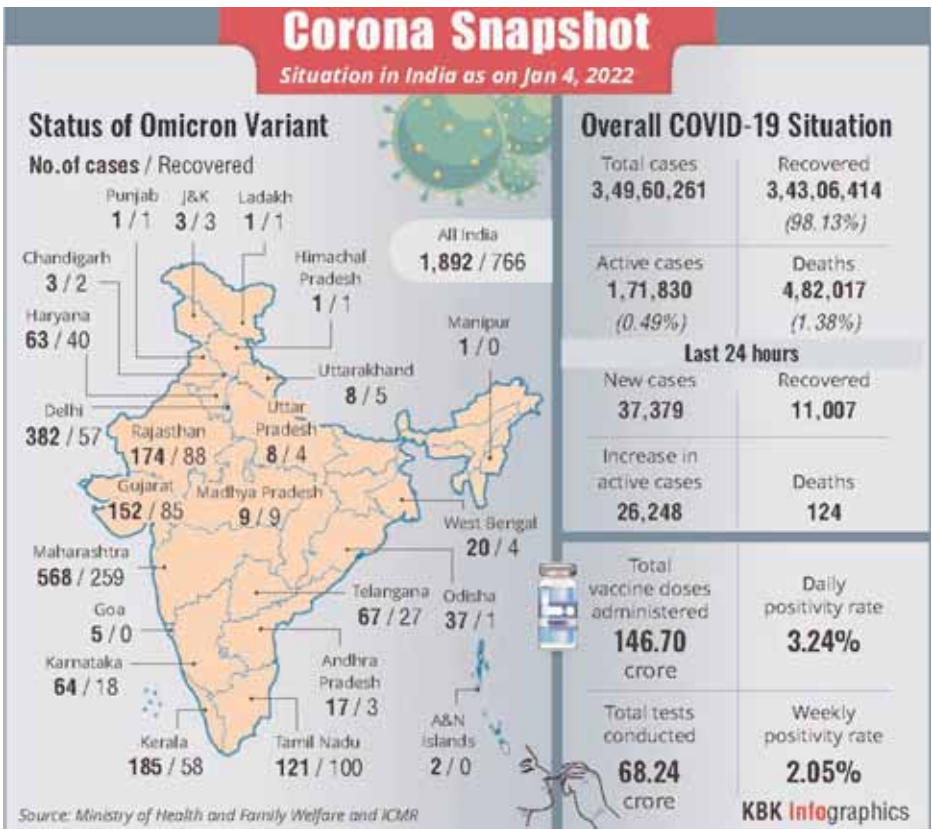 Corona Snapshot
Situation in India as on Jan 4, 2022
Status of Omicron Variant
No.of cases / Recovered
Punjab
1 / 1
J&K
3 / 3
Ladakh
1 / 1
All India
1,892 / 766
Chandigarh
3 / 2
Himachal
Pradesh
1 / 1
Haryana
63 / 40
Manipur
1 / 0
Uttarakhand
8 / 5
Delhi
382 / 57
Rajasthan
174 / 88
Uttar
Pradesh
8 / 4
Gujarat
152 / 85
Madhya Pradesh
9 / 9
West Bengal
20 / 4
Maharashtra
568 / 259
Telangana
67 / 27
Odisha
37 / 1
Goa
5 / 0
Karnataka
64 / 18
Andhra
Pradesh
17 / 3
A&N
islands
2 / 0
Kerala
185 / 58
Tamil Nadu
121 / 100
Source: Ministry of Health and Family Welfare and ICMR
Overall COVID-19 Situation
Total cases
3,49,60,261
Recovered
3,43,06,414
(98.13%)
Active cases
1,71,830
(0.49%)
Deaths
4,82,017
(1.38%)
Last 24 hours
New cases
37,379
Recovered
11,007
Increase in
active cases
26,248
Deaths
124
Total
vaccine doses
administered
146.70
crore
Daily
positivity rate
3.24%
Total tests
conducted
68.24
crore
Weekly
positivity rate
2.05%
KBK Infographics